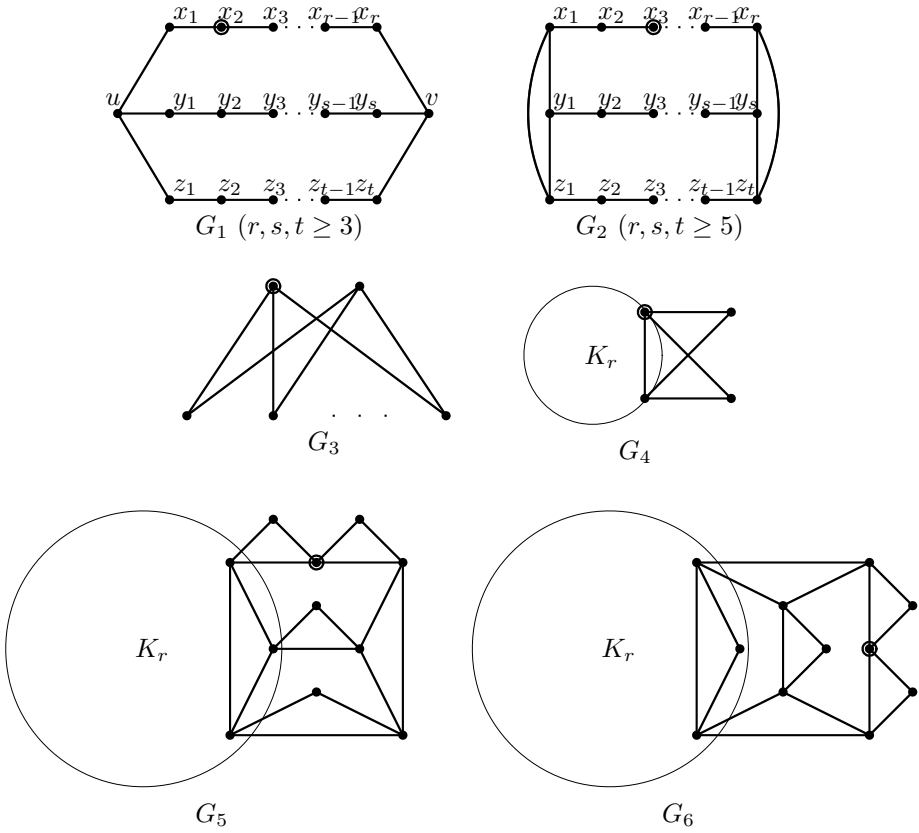 x₁ x₂ x₃ · · · xᵣ₋₁ xᵣ
u y₁ y₂ y₃ · · · yₛ₋₁ yₛ v
z₁ z₂ z₃ · · · zₜ₋₁ zₜ
G₁ (r, s, t ≥ 3)
x₁ x₂ x₃ · · · xᵣ₋₁ xᵣ
y₁ y₂ y₃ · · · yₛ₋₁ yₛ
z₁ z₂ z₃ · · · zₜ₋₁ zₜ
G₂ (r, s, t ≥ 5)
· · ·
G₃
Kᵣ
G₄
Kᵣ
G₅
Kᵣ
G₆